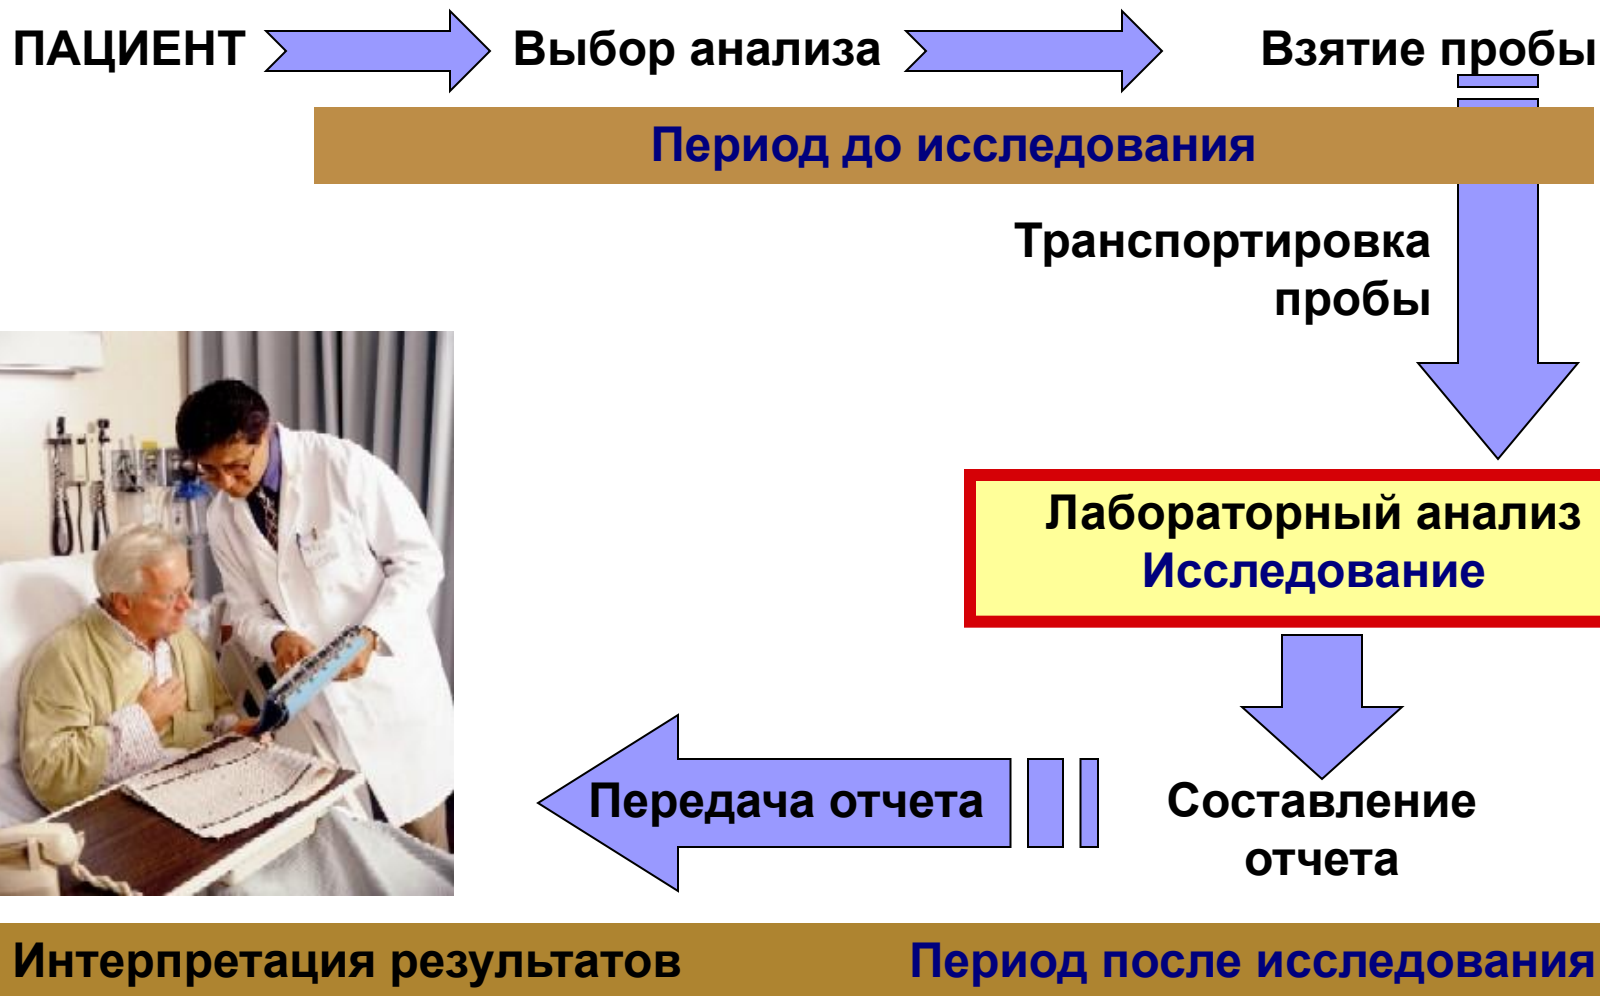 ПАЦИЕНТ
Выбор анализа
Взятие пробы
Период до исследования
Транспортировка
пробы
Лабораторный анализ
Исследование
Составление
отчета
Передача отчета
Интерпретация результатов
Период после исследования